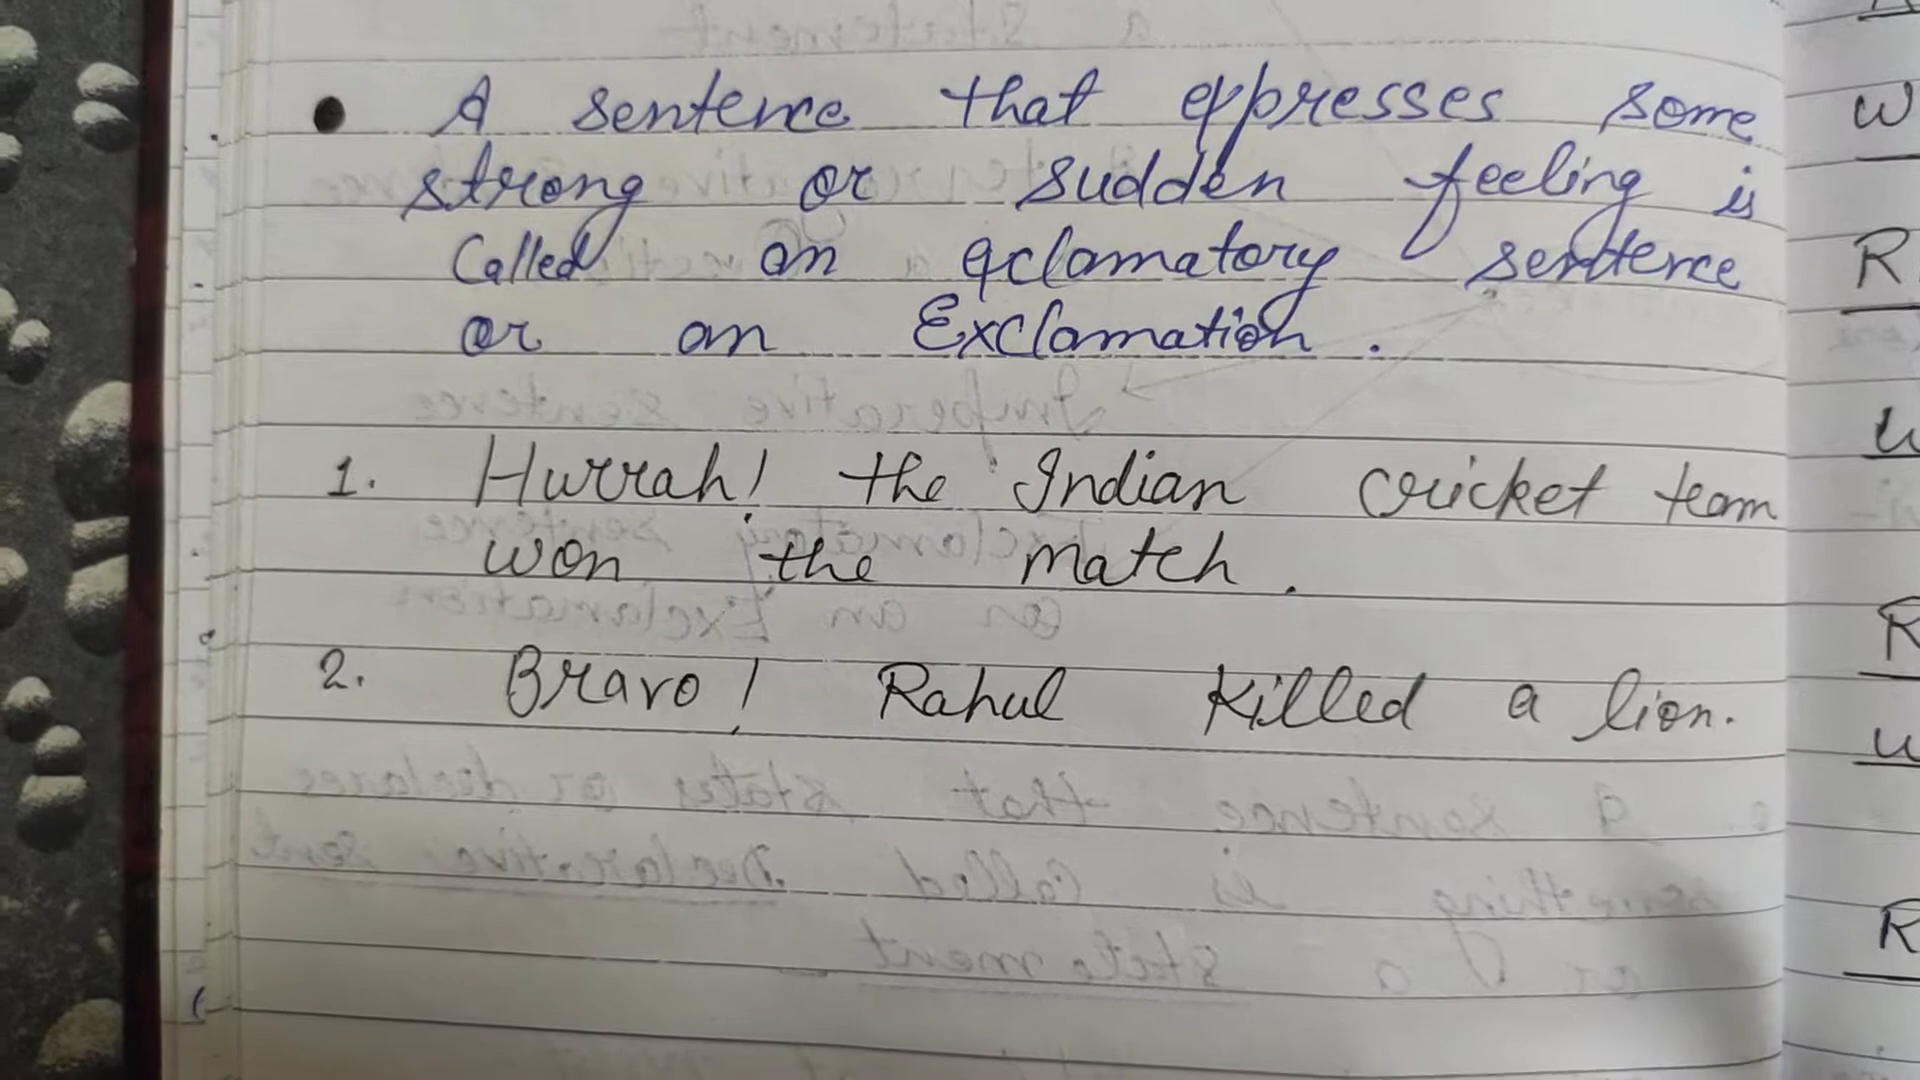 • A sentence that expresses some
strong or sudden feeling is
Called an exclamatory sentence
or an Exclamation.
1. Hurrah! the Indian cricket team
won the match.
2. Bravo! Rahul killed a lion.